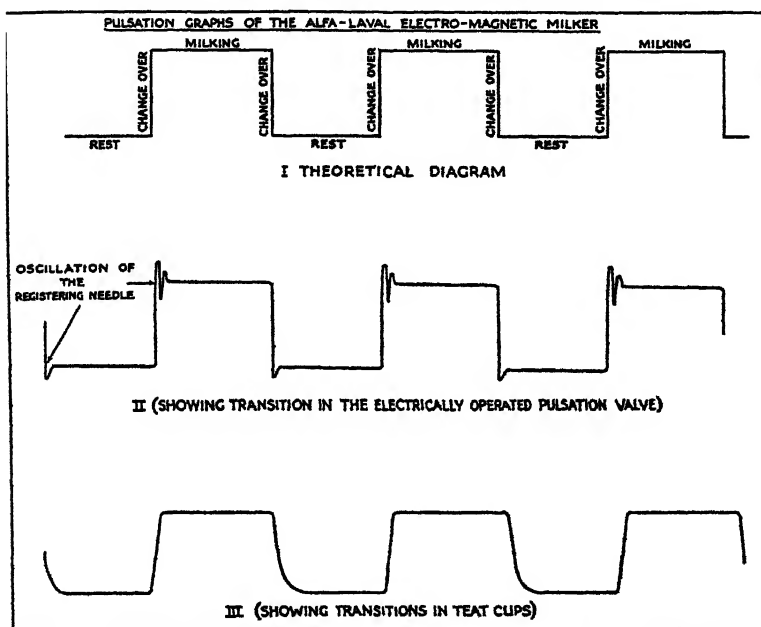 PULSATION GRAPHS OF THE ALFA-LAVAL ELECTRO-MAGNETIC MILKER
MILKING MILKING MILKING
CHANGE OVER CHANGE OVER CHANGE OVER CHANGE OVER CHANGE OVER
REST REST REST
I THEORETICAL DIAGRAM
OSCILLATION OF
THE
REGISTERING NEEDLE
II (SHOWING TRANSITION IN THE ELECTRICALLY OPERATED PULSATION VALVE)
III (SHOWING TRANSITIONS IN TEAT CUPS)